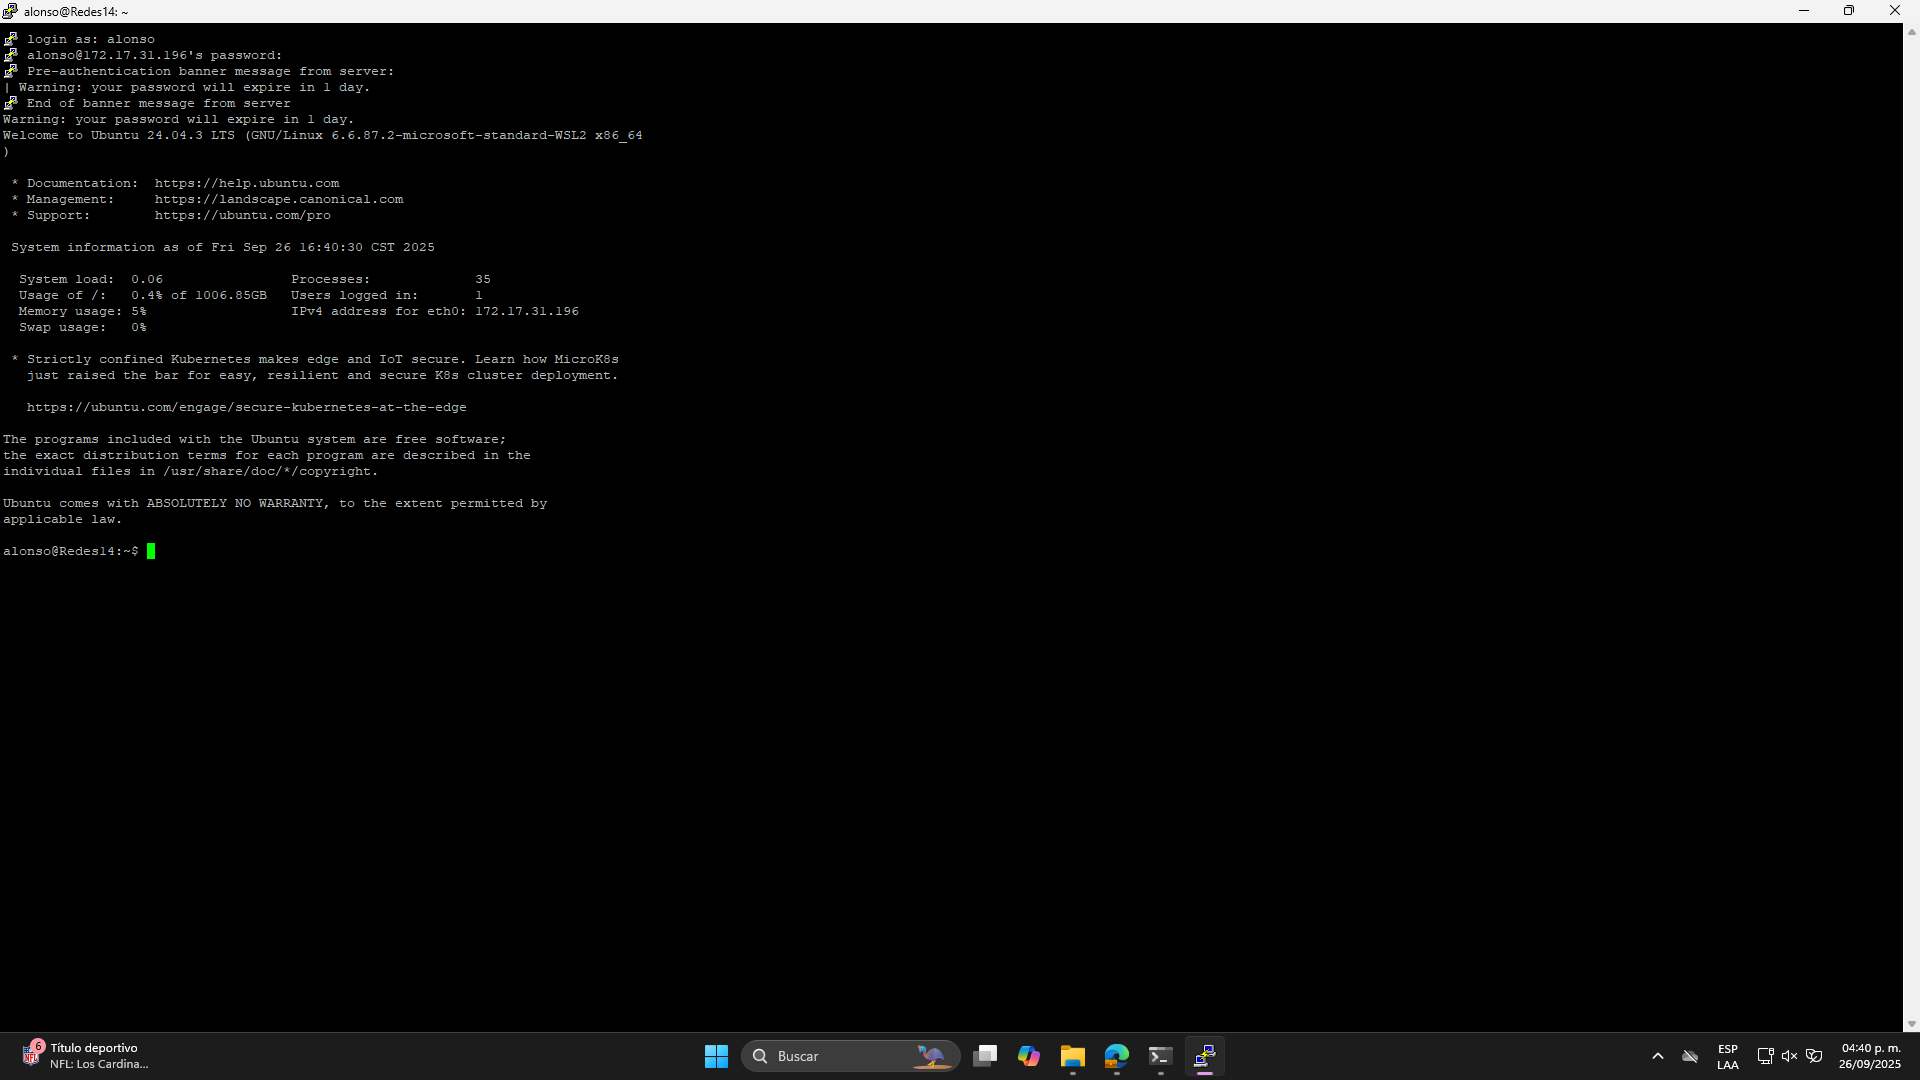 alonso@Redes14: ~
login as: alonso
alonso@172.17.31.196's password:
Pre-authentication banner message from server:
| Warning: your password will expire in 1 day.
End of banner message from server
Warning: your password will expire in 1 day.
Welcome to Ubuntu 24.04.3 LTS (GNU/Linux 6.6.87.2-microsoft-standard-WSL2 x86_64
)
* Documentation:  https://help.ubuntu.com
* Management:     https://landscape.canonical.com
* Support:        https://ubuntu.com/pro
System information as of Fri Sep 26 16:40:30 CST 2025
System load:  0.06                Processes:             35
Usage of /:   0.4% of 1006.85GB   Users logged in:       1
Memory usage: 5%                  IPv4 address for eth0: 172.17.31.196
Swap usage:   0%
* Strictly confined Kubernetes makes edge and IoT secure. Learn how MicroK8s
just raised the bar for easy, resilient and secure K8s cluster deployment.
https://ubuntu.com/engage/secure-kubernetes-at-the-edge
The programs included with the Ubuntu system are free software;
the exact distribution terms for each program are described in the
individual files in /usr/share/doc/*/copyright.
Ubuntu comes with ABSOLUTELY NO WARRANTY, to the extent permitted by
applicable law.
alonso@Redes14:~$
6
NFL
Título deportivo
NFL: Los Cardina...
Buscar
ESP
LAA
04:40 p. m.
26/09/2025